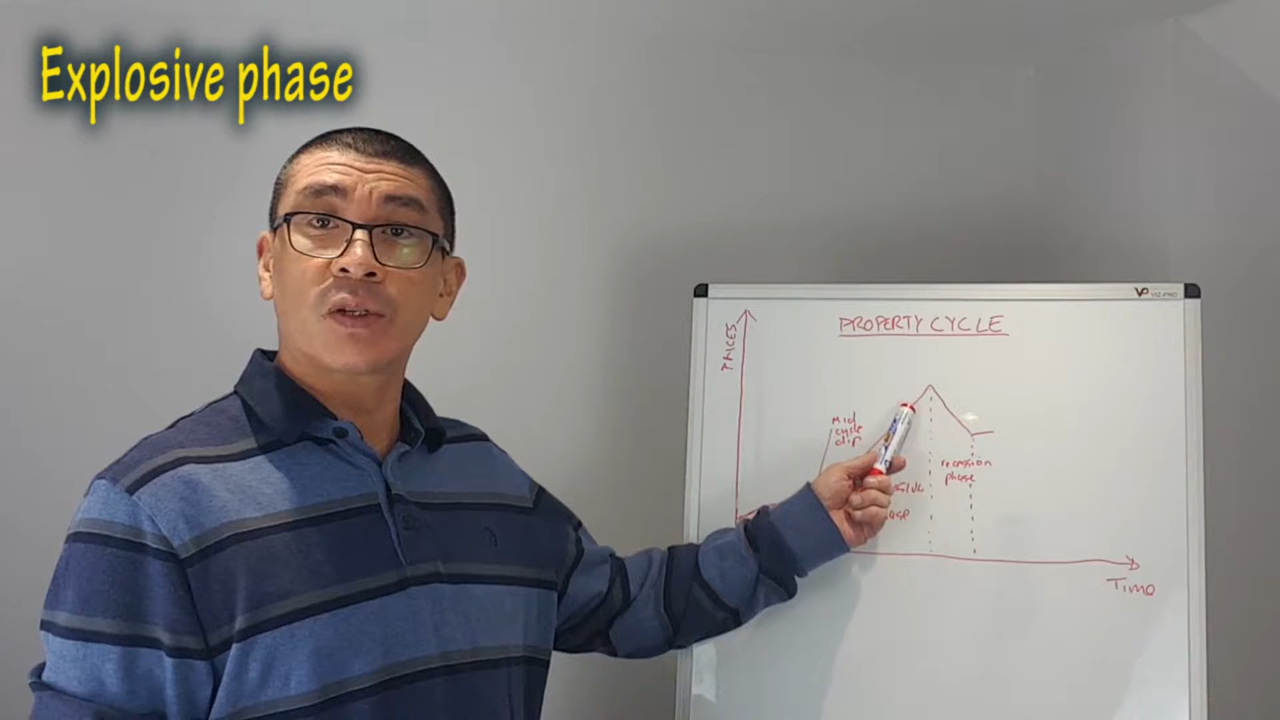 Explosive phase
PROPERTY CYCLE
PRICES
Mid
cycle
dip
recession
phase
TIME